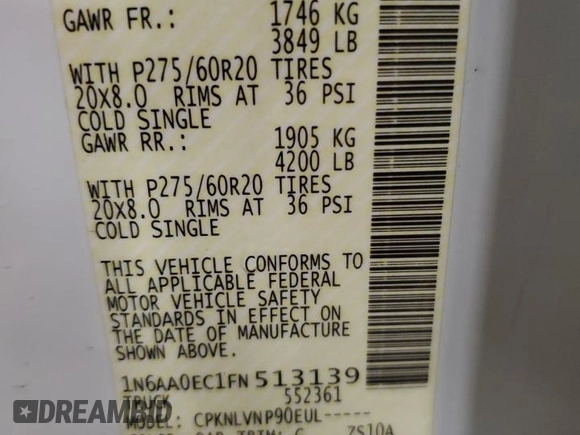 GAWR FR.: 1746 KG
3849 LB
WITH P275/60R20 TIRES
20X8.0 RIMS AT 36 PSI
COLD SINGLE
GAWR RR.: 1905 KG
4200 LB
WITH P275/60R20 TIRES
20X8.0 RIMS AT 36 PSI
COLD SINGLE
THIS VEHICLE CONFORMS TO
ALL APPLICABLE FEDERAL
MOTOR VEHICLE SAFETY
STANDARDS IN EFFECT ON
THE DATE OF MANUFACTURE
SHOWN ABOVE.
1N6AA0EC1FN513139
TRUCK 552361
MODEL: CPKNLVNP90EUL-----
TRIM: G ZS10A
DREAMBID